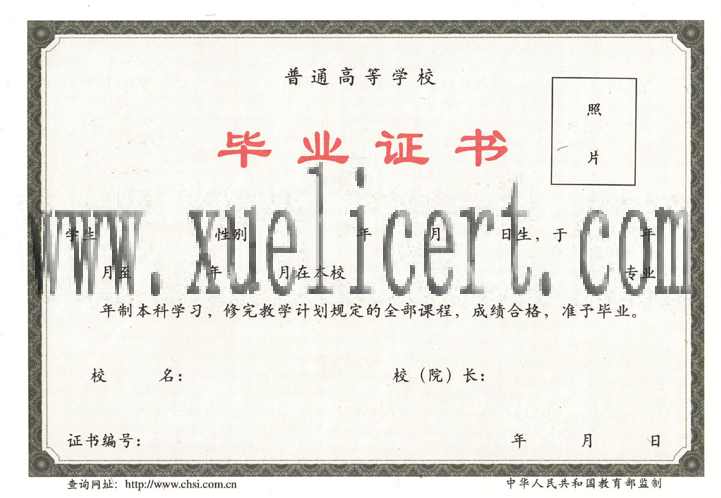 普通高等学校
照
片
毕业证书
www.xuelicert.com
学生 性别 年 月 日生，于 年
月至 年 月在本校 专业
年制本科学习，修完教学计划规定的全部课程，成绩合格，准予毕业。
校 名： 校（院）长：
证书编号： 年 月 日
查询网址：http://www.chsi.com.cn 中华人民共和国教育部监制